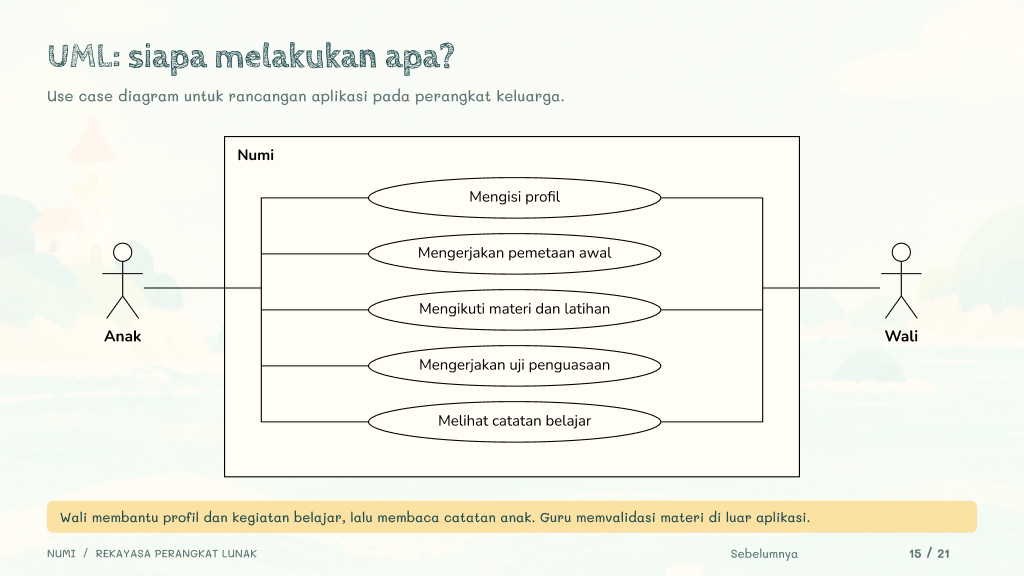 UML: siapa melakukan apa?
Use case diagram untuk rancangan aplikasi pada perangkat keluarga.
Numi
Mengisi profil
Mengerjakan pemetaan awal
Mengikuti materi dan latihan
Mengerjakan uji penguasaan
Melihat catatan belajar
Anak
Wali
Wali membantu profil dan kegiatan belajar, lalu membaca catatan anak. Guru memvalidasi materi di luar aplikasi.
NUMI / REKAYASA PERANGKAT LUNAK
Sebelumnya
15 / 21